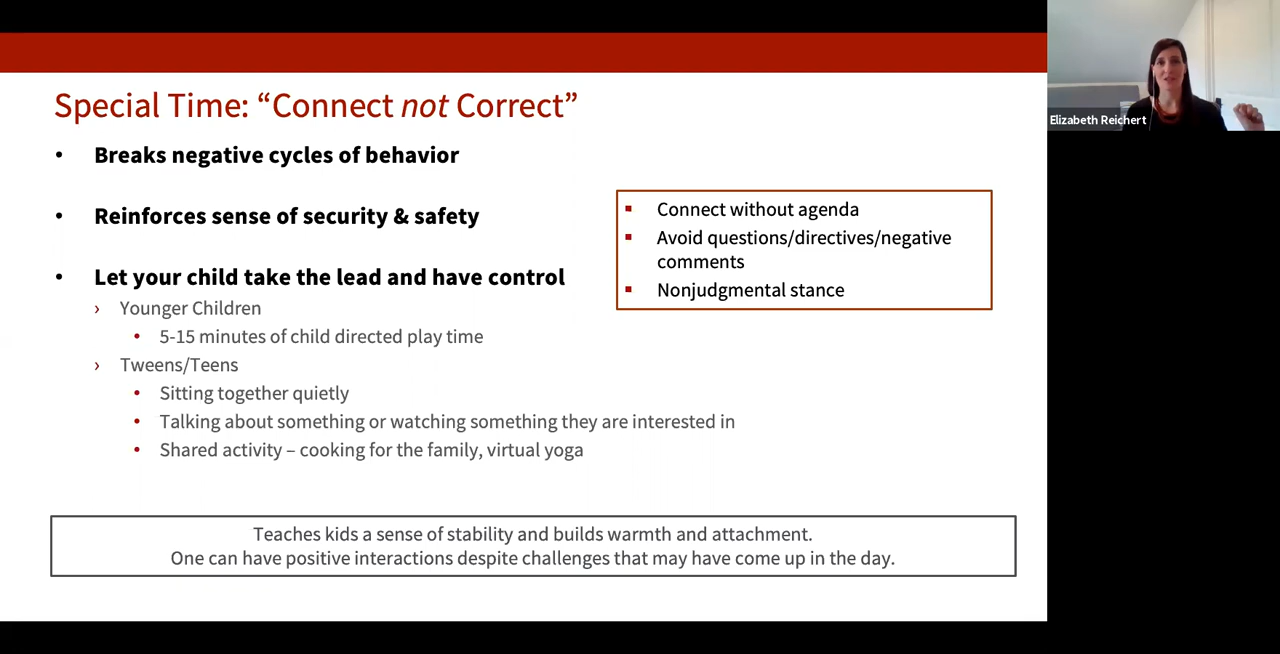 Special Time: “Connect not Correct”
• Breaks negative cycles of behavior
• Reinforces sense of security & safety
• Let your child take the lead and have control
› Younger Children
• 5-15 minutes of child directed play time
› Tweens/Teens
• Sitting together quietly
• Talking about something or watching something they are interested in
• Shared activity – cooking for the family, virtual yoga
▪ Connect without agenda
▪ Avoid questions/directives/negative
comments
▪ Nonjudgmental stance
Teaches kids a sense of stability and builds warmth and attachment.
One can have positive interactions despite challenges that may have come up in the day.
Elizabeth Reichert